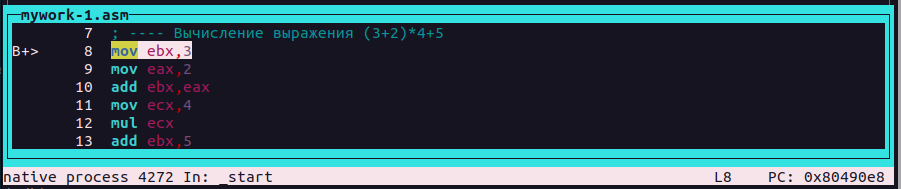 mywork-1.asm
7 ; ---- Вычисление выражения (3+2)*4+5
B+> 8 mov ebx,3
9 mov eax,2
10 add ebx,eax
11 mov ecx,4
12 mul ecx
13 add ebx,5
native process 4272 In: _start L8 PC: 0x80490e8